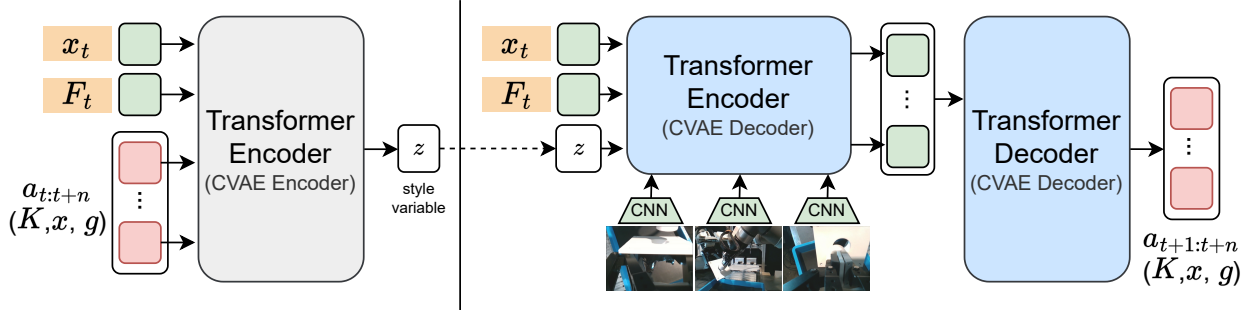 x_t
F_t
a_{t:t+n}
(K,x, g)
Transformer
Encoder
(CVAE Encoder)
z
style
variable
x_t
F_t
z
Transformer
Encoder
(CVAE Decoder)
CNN
CNN
CNN
Transformer
Decoder
(CVAE Decoder)
a_{t+1:t+n}
(K,x, g)